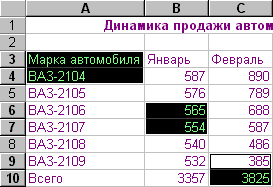 A B C
1 Динамика продажи автом
2
3 Марка автомобиля Январь Февраль
4 ВАЗ-2104 587 890
5 ВАЗ-2105 576 789
6 ВАЗ-2106 565 688
7 ВАЗ-2107 554 587
8 ВАЗ-2108 540 486
9 ВАЗ-2109 532 385
10 Всего 3357 3825